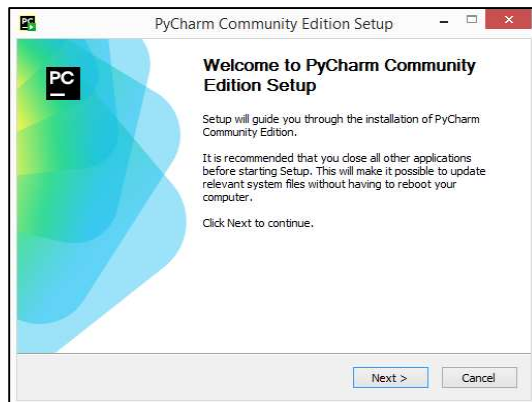 PyCharm Community Edition Setup
PC
Welcome to PyCharm Community
Edition Setup
Setup will guide you through the installation of PyCharm
Community Edition.
It is recommended that you close all other applications
before starting Setup. This will make it possible to update
relevant system files without having to reboot your
computer.
Click Next to continue.
Next >
Cancel